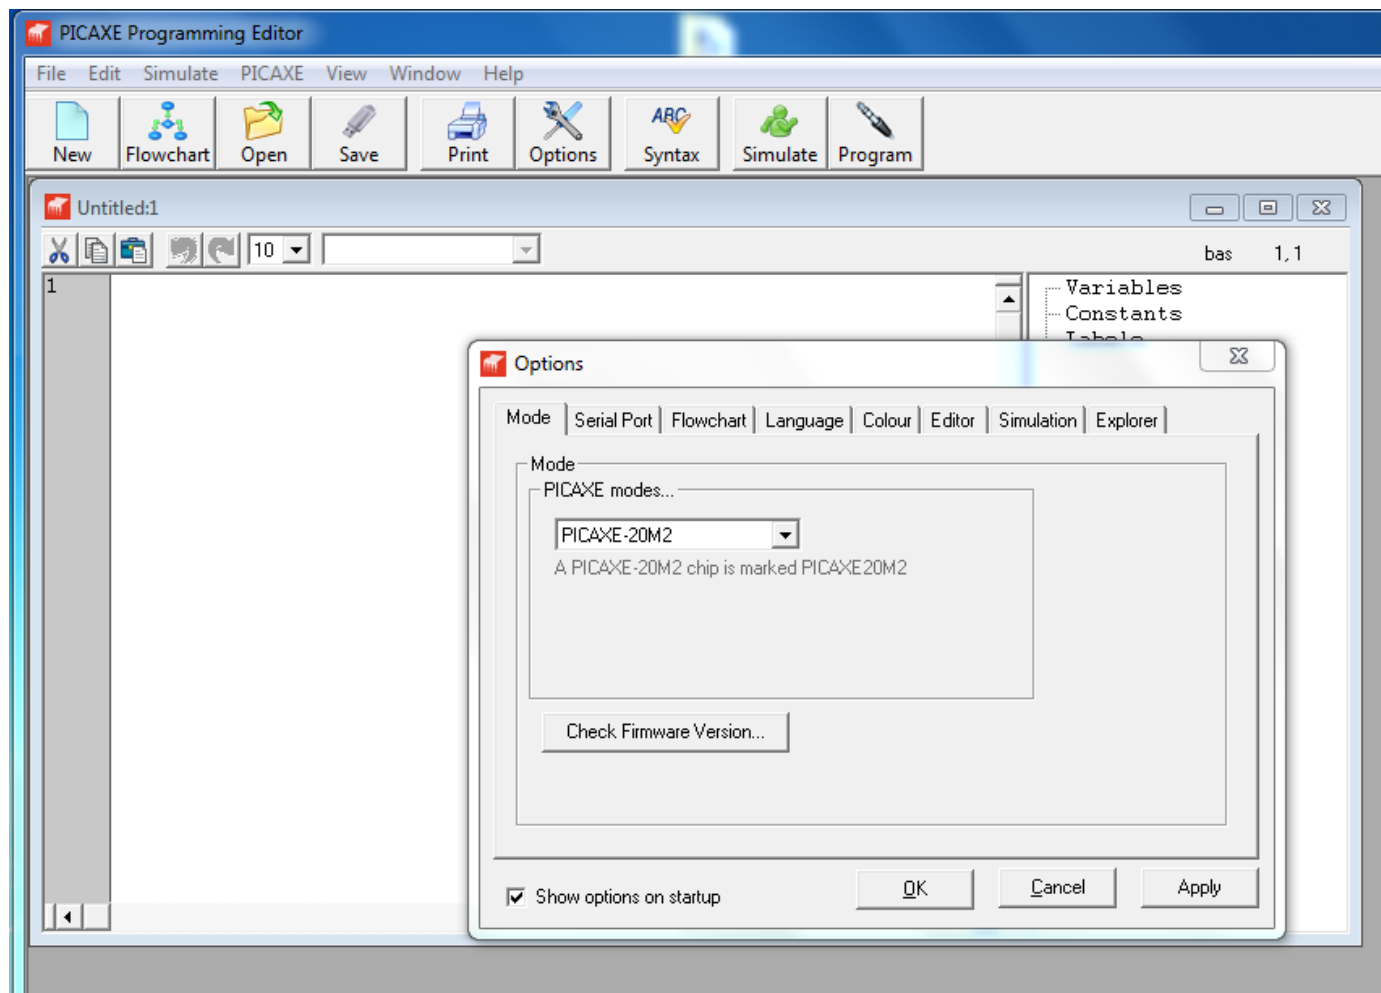 PICAXE Programming Editor
File Edit Simulate PICAXE View Window Help
New Flowchart Open Save Print Options ABC Syntax Simulate Program
Untitled:1
10 bas 1,1
1
Variables
Constants
Labels
Options
Mode Serial Port Flowchart Language Colour Editor Simulation Explorer
Mode
PICAXE modes...
PICAXE-20M2
A PICAXE-20M2 chip is marked PICAXE20M2
Check Firmware Version...
Show options on startup OK Cancel Apply